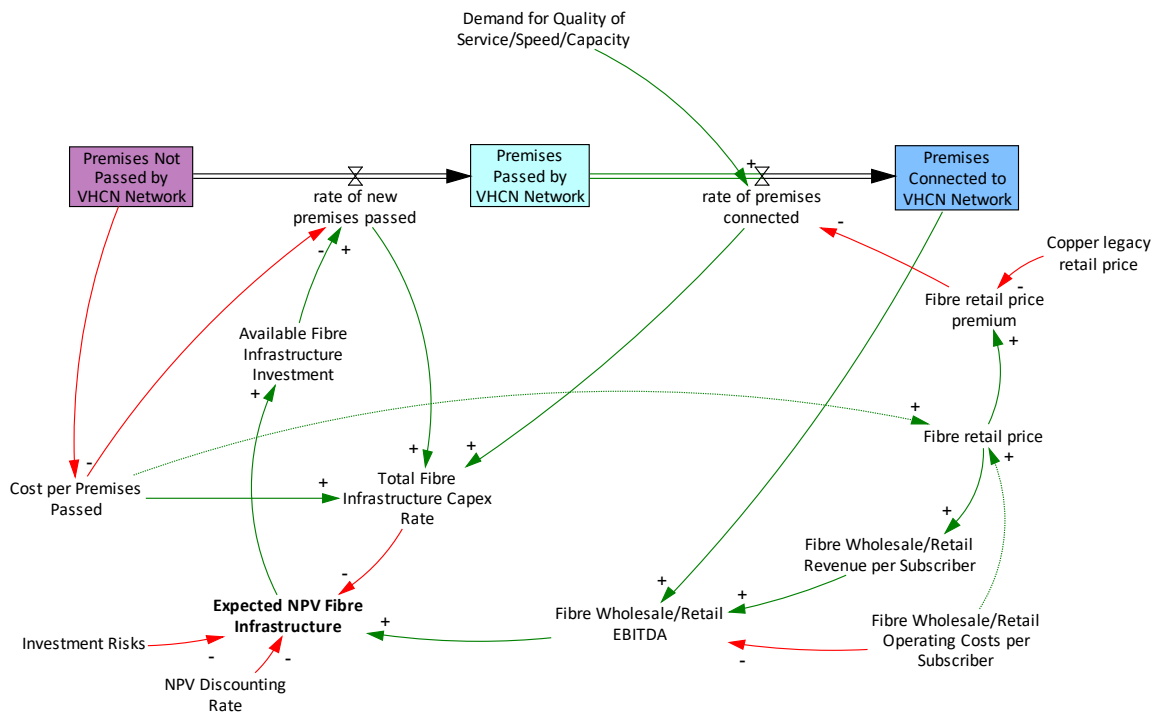 Demand for Quality of
Service/Speed/Capacity
Premises Not
Passed by
VHCN Network
Premises
Passed by
VHCN Network
Premises
Connected to
VHCN Network
+
rate of new
premises passed
rate of premises
connected
-
+
-
Copper legacy
retail price
-
Fibre retail price
premium
+
Available Fibre
Infrastructure
Investment
+
+
Fibre retail price
+
+
+
-
Cost per Premises
Passed
+
Total Fibre
Infrastructure Capex
Rate
+
Fibre Wholesale/Retail
Revenue per Subscriber
-
+
+
Expected NPV Fibre
Infrastructure
+
Fibre Wholesale/Retail
EBITDA
Fibre Wholesale/Retail
Operating Costs per
Subscriber
-
Investment Risks
-
-
NPV Discounting
Rate